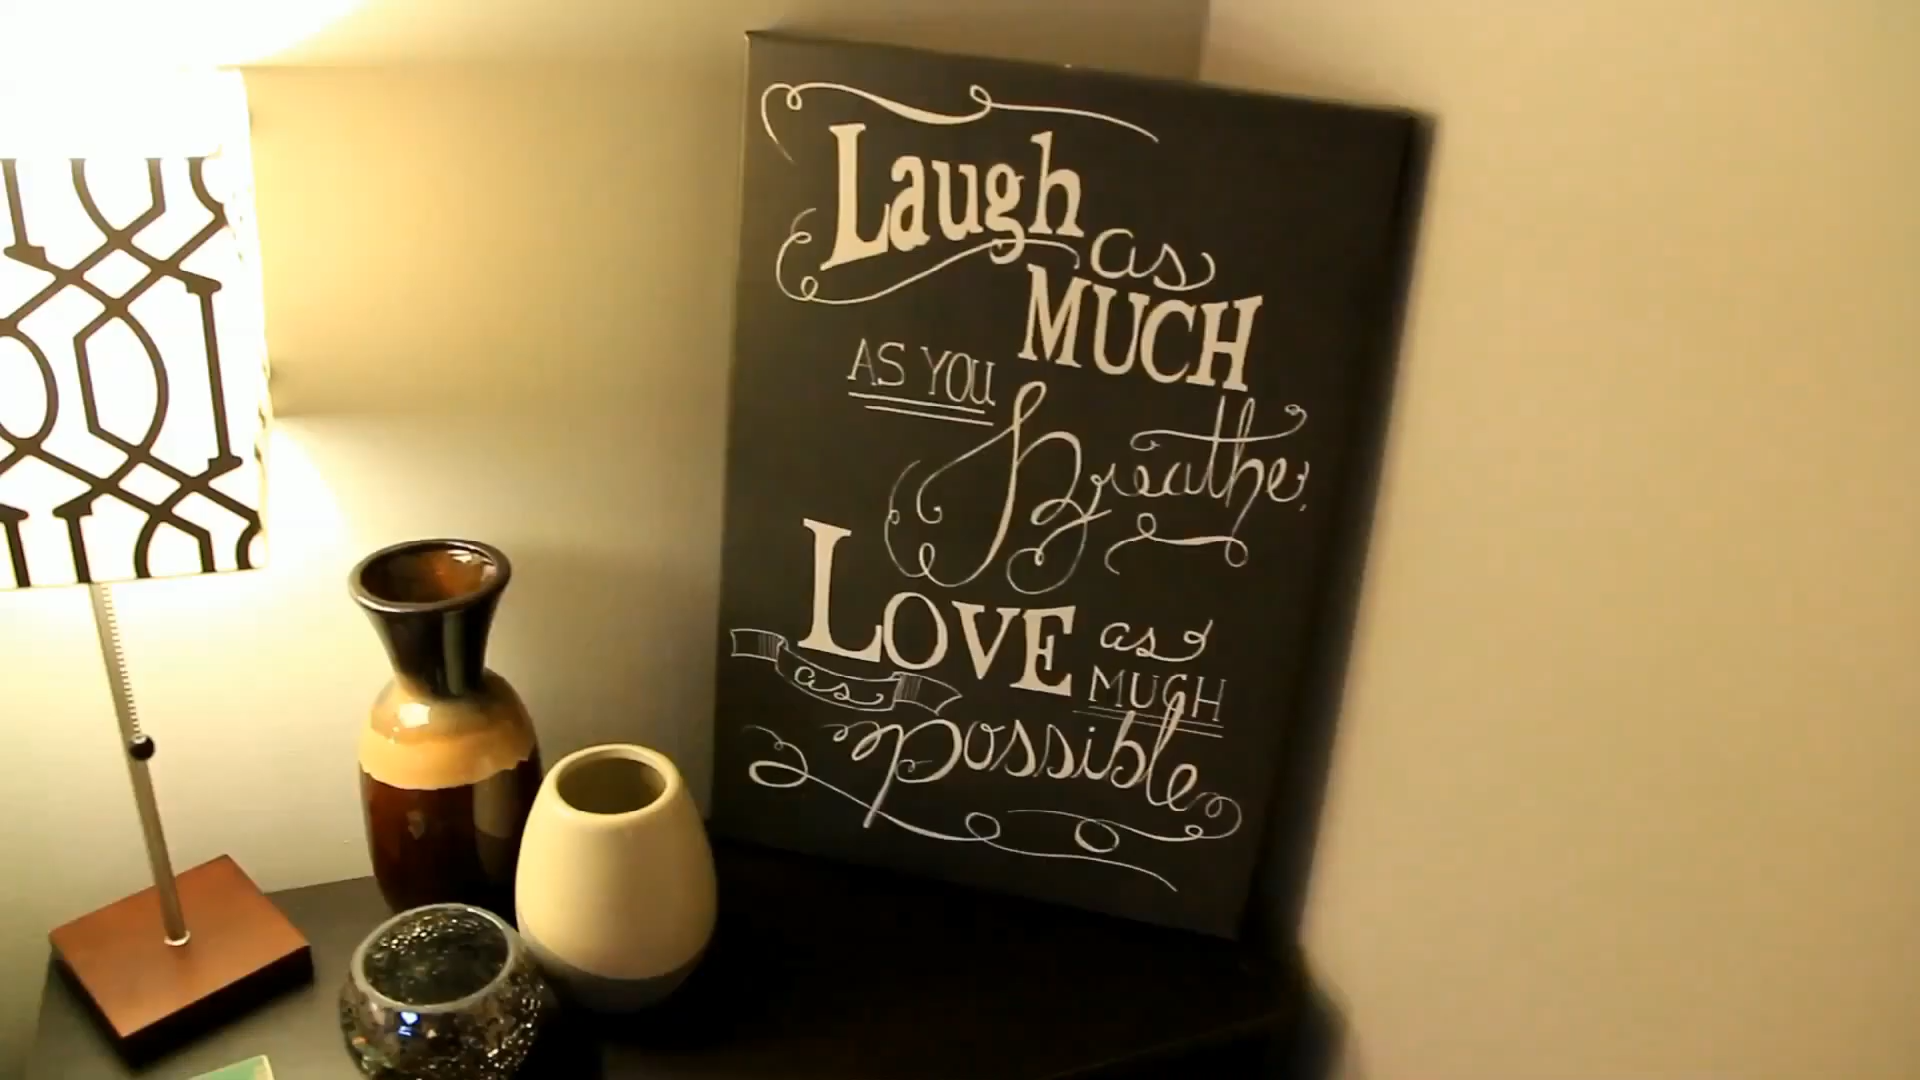 Laugh as
MUCH
AS YOU
Breathe.
LOVE as
MUCH
as
possible